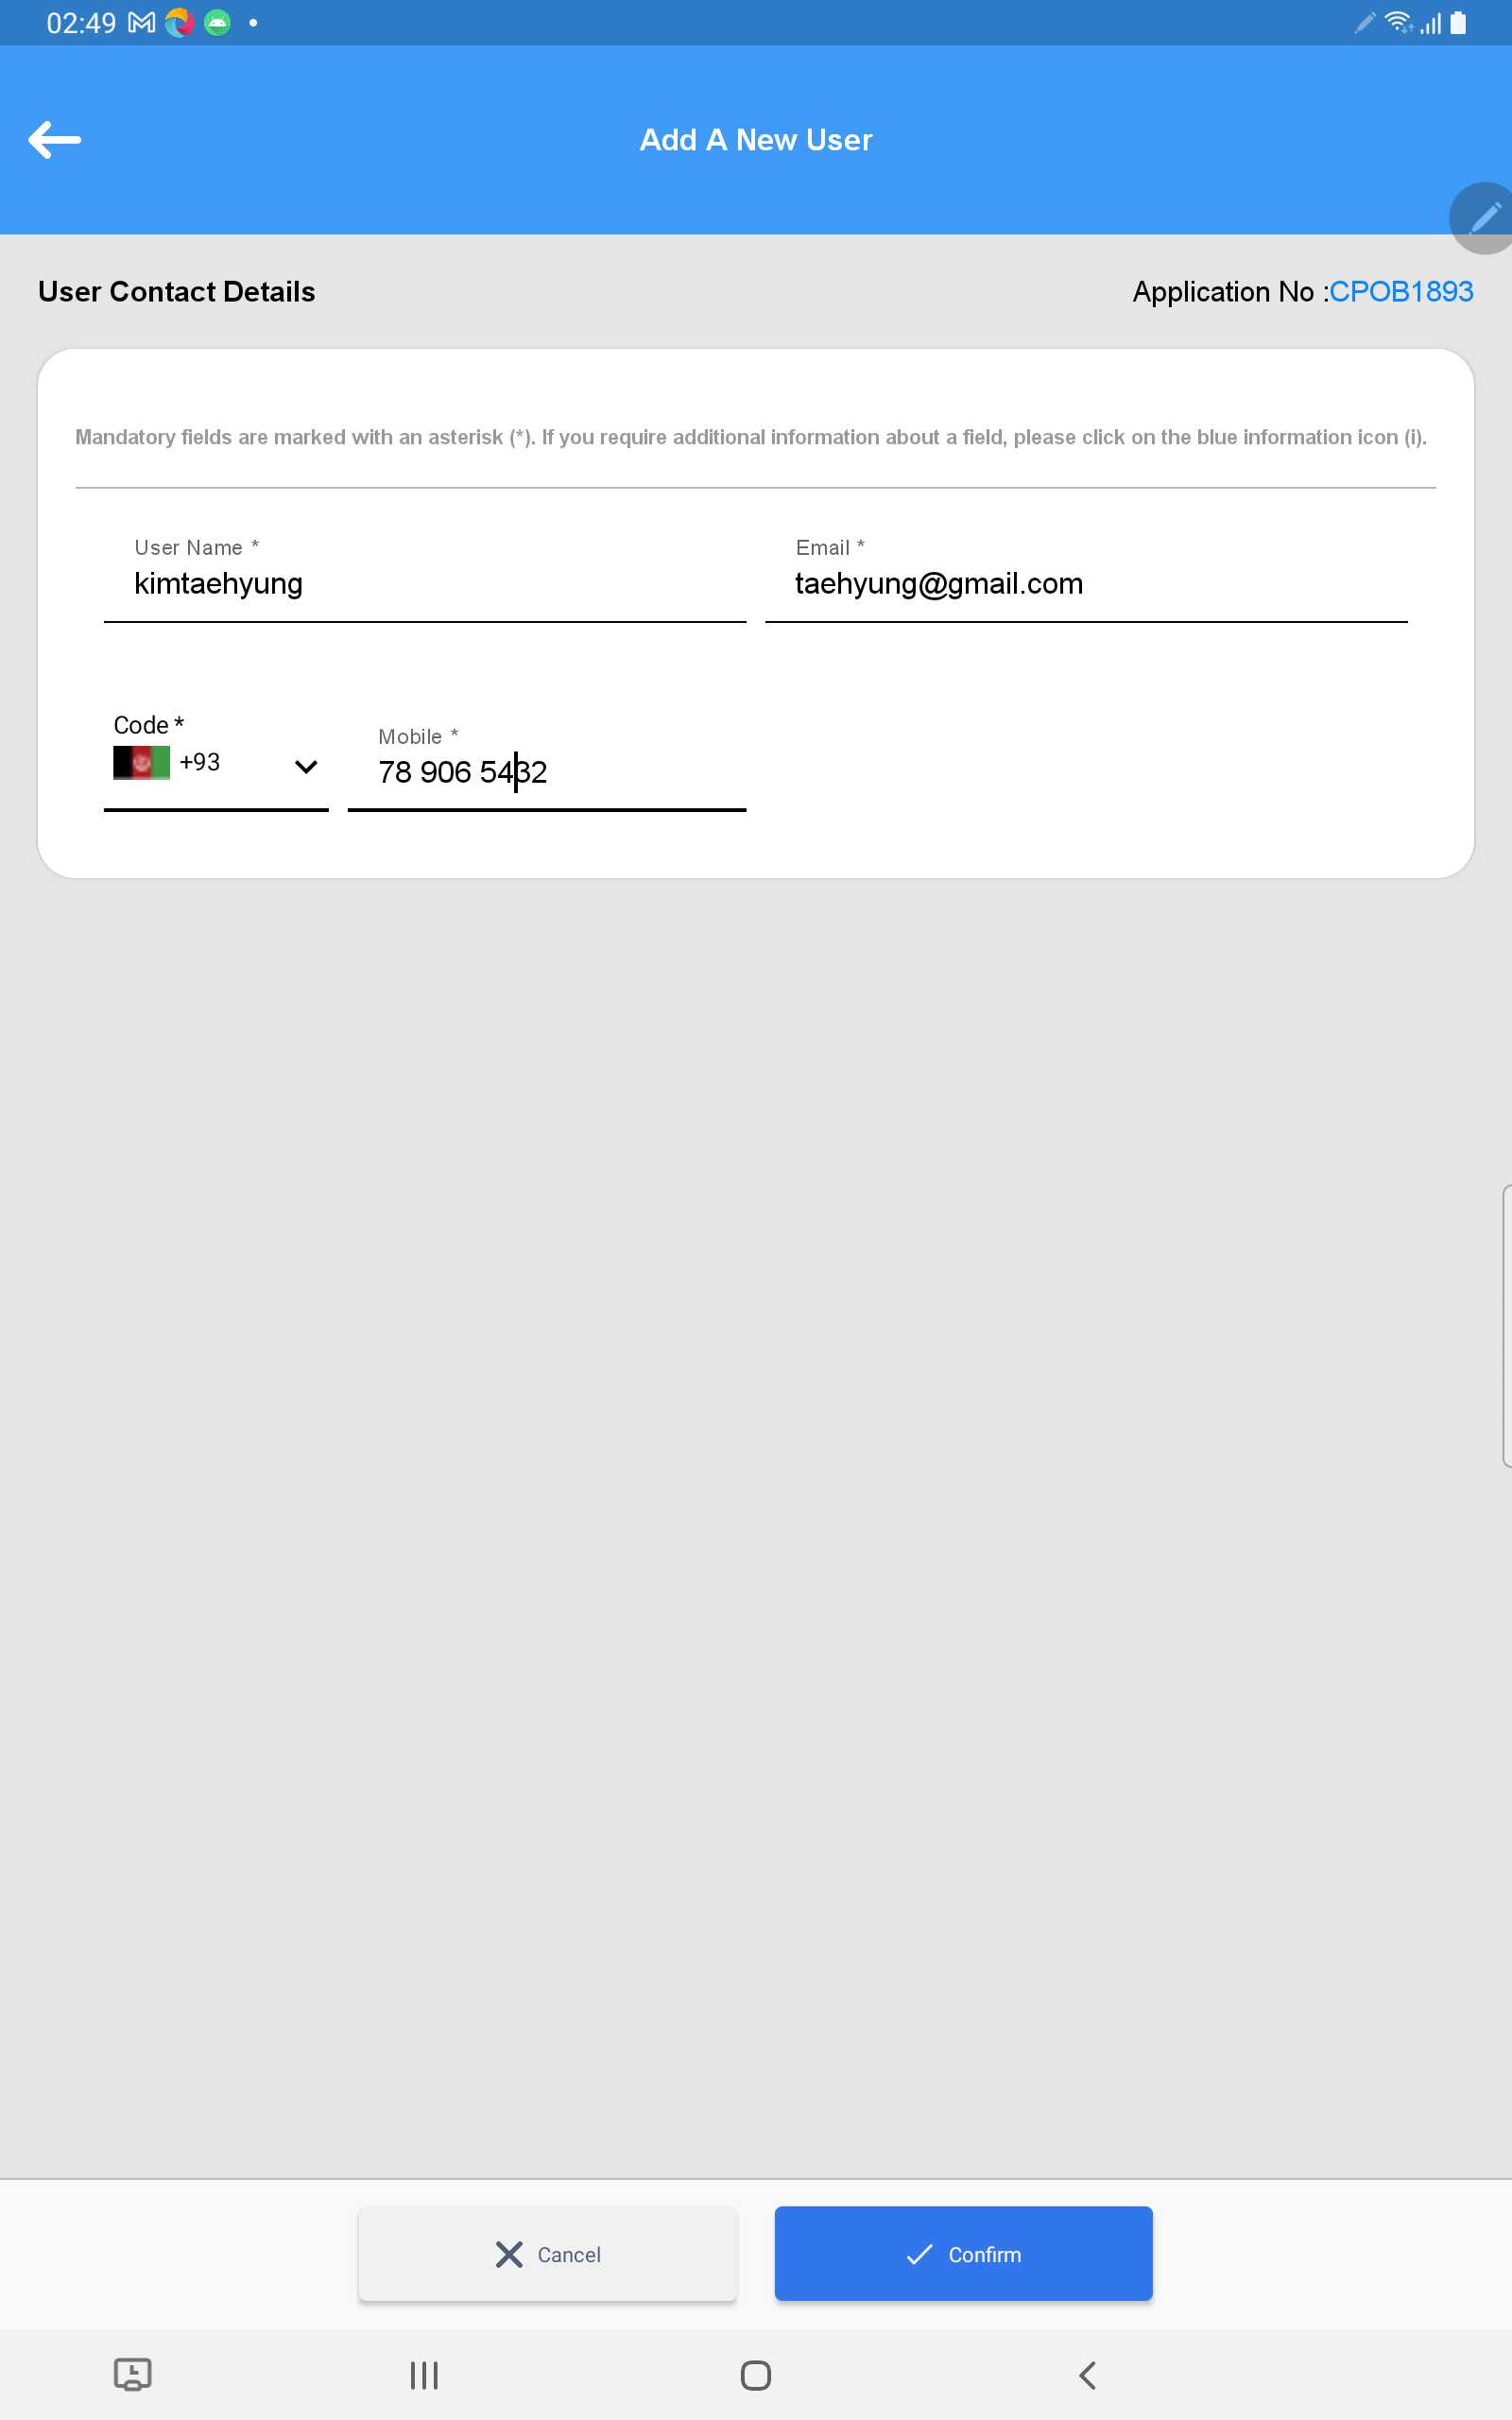 02:49
Add A New User
User Contact Details
Application No :CPOB1893
Mandatory fields are marked with an asterisk (*). If you require additional information about a field, please click on the blue information icon (i).
User Name *
kimtaehyung
Email *
taehyung@gmail.com
Code *
+93
Mobile *
78 906 5432
Cancel
Confirm